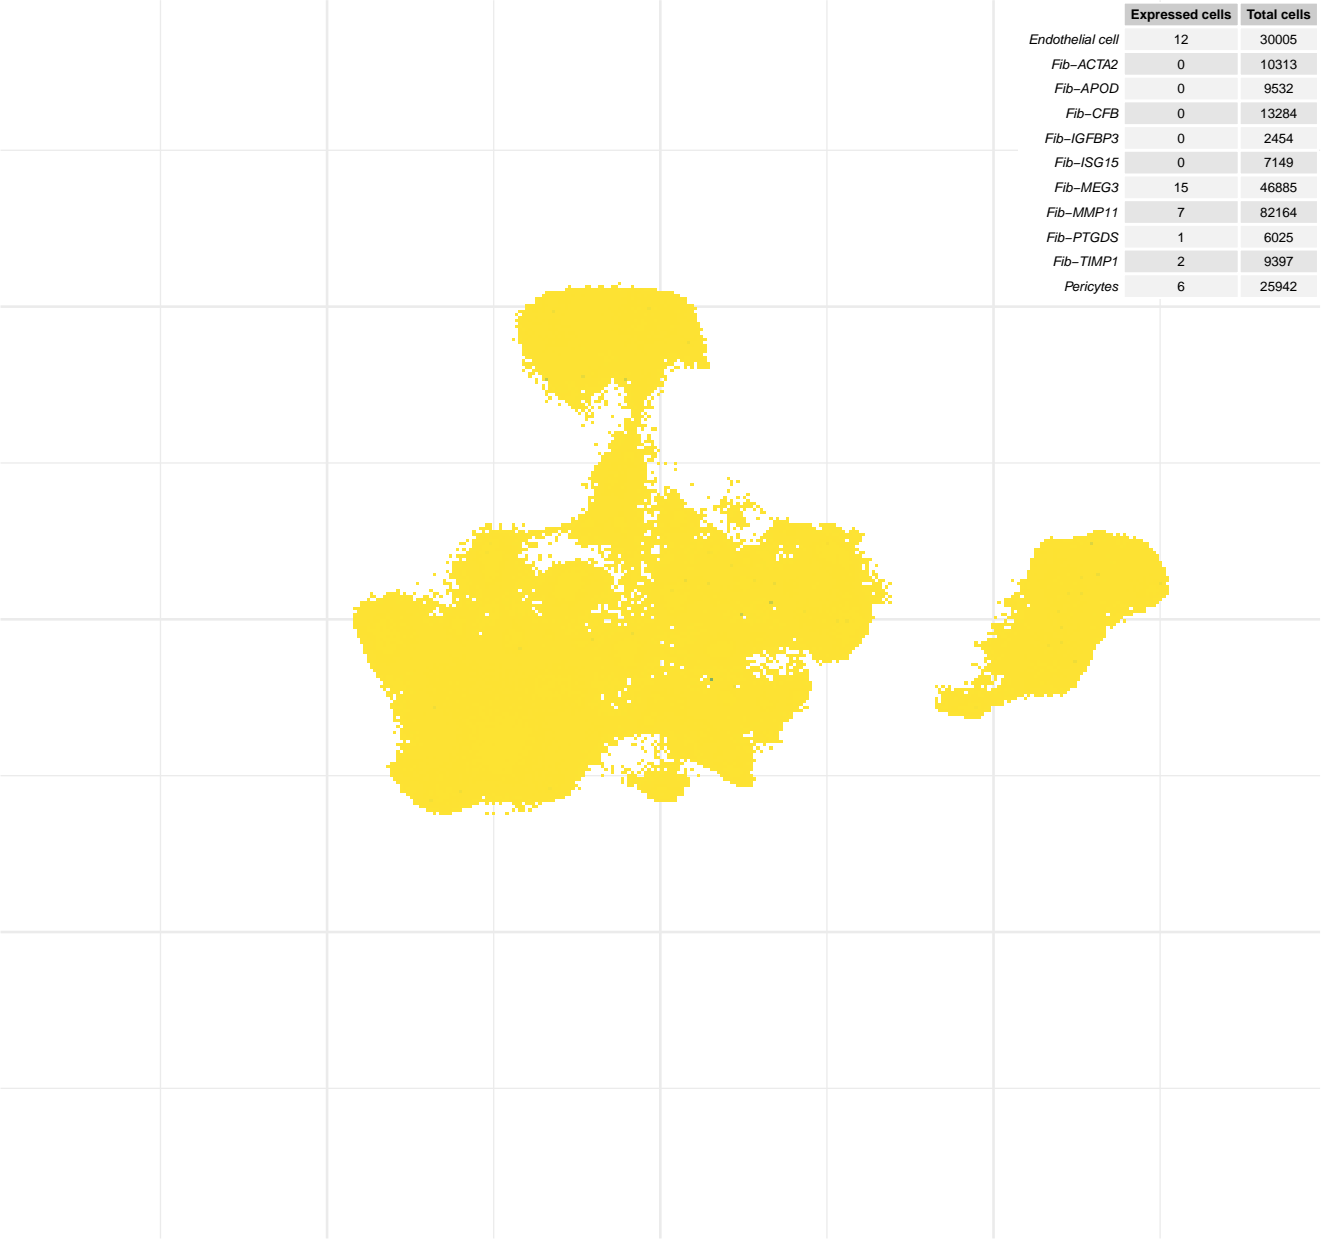 Expressed cells Total cells
Endothelial cell 12 30005
Fib−ACTA2 0 10313
Fib−APOD 0 9532
Fib−CFB 0 13284
Fib−IGFBP3 0 2454
Fib−ISG15 0 7149
Fib−MEG3 15 46885
Fib−MMP11 7 82164
Fib−PTGDS 1 6025
Fib−TIMP1 2 9397
Pericytes 6 25942